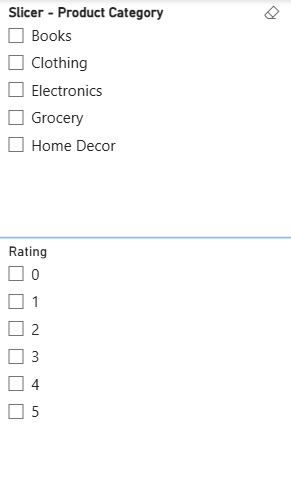 Slicer - Product Category
Books
Clothing
Electronics
Grocery
Home Decor
Rating
0
1
2
3
4
5